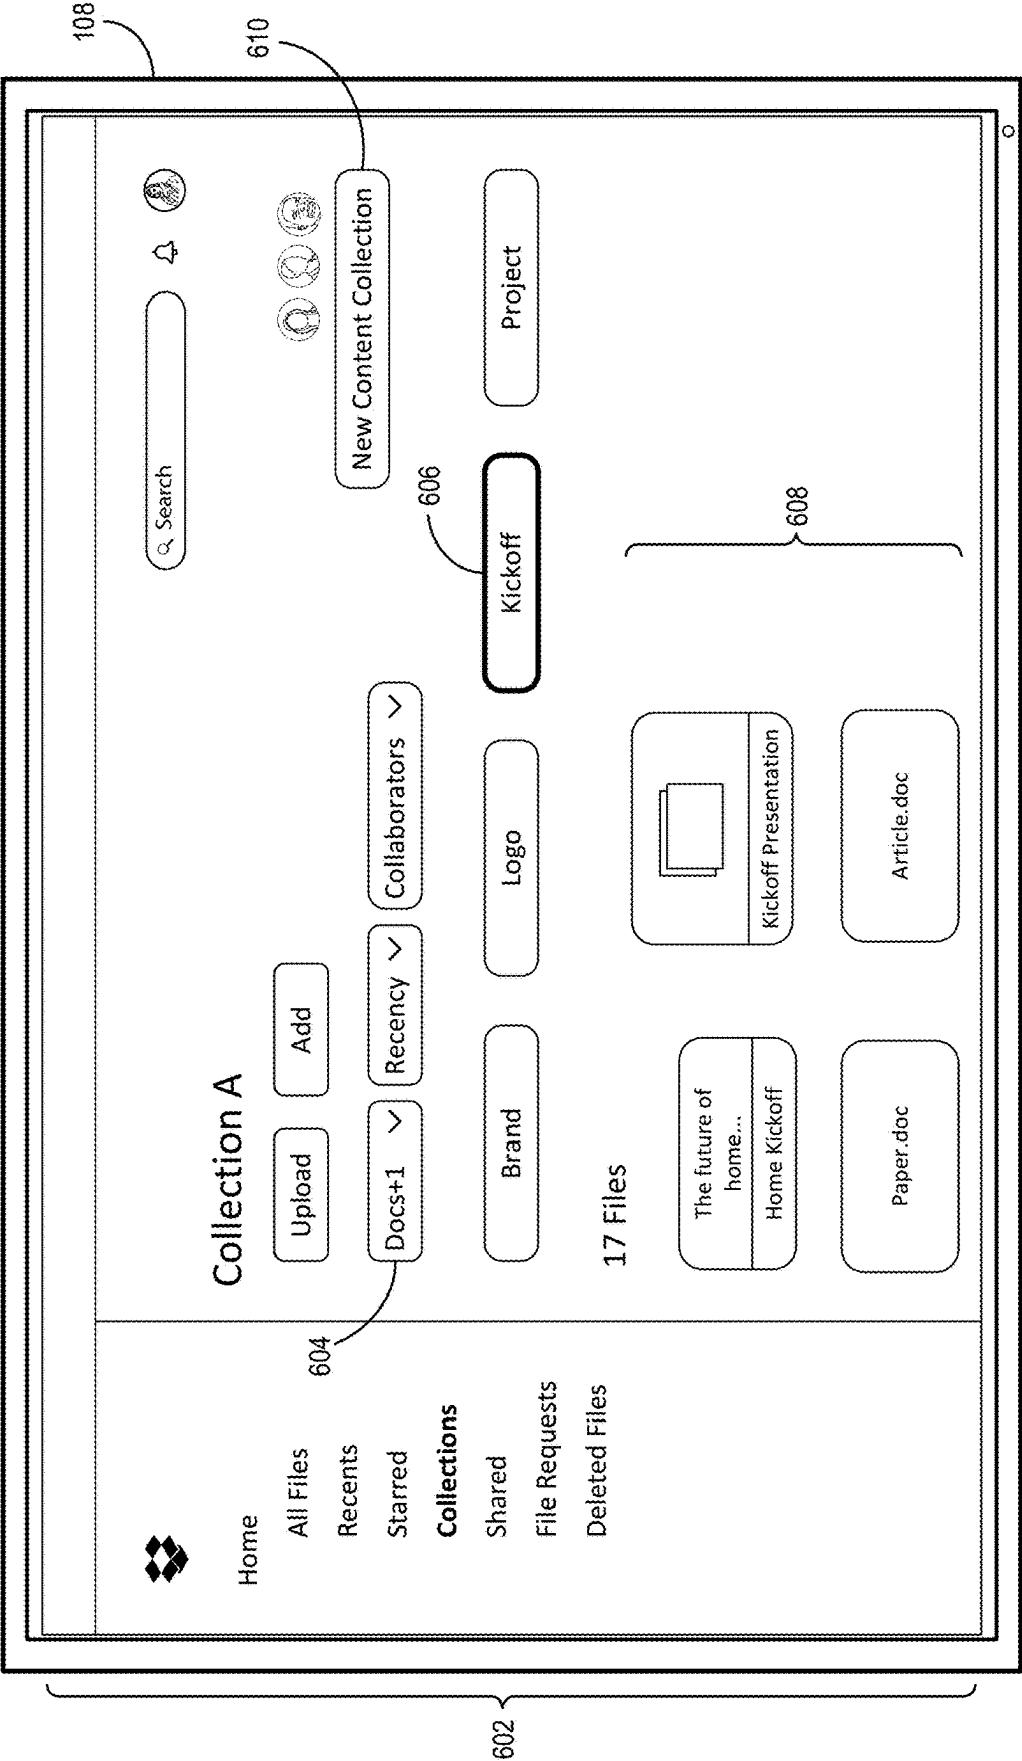 108
610
Search
Home
All Files
Recents
Starred
Collections
Shared
File Requests
Deleted Files
Collection A
Upload
Add
New Content Collection
604
Docs+1
Recency
Collaborators
606
Brand
Logo
Kickoff
Project
17 Files
608
The future of
home...
Home Kickoff
Kickoff Presentation
Paper.doc
Article.doc
602